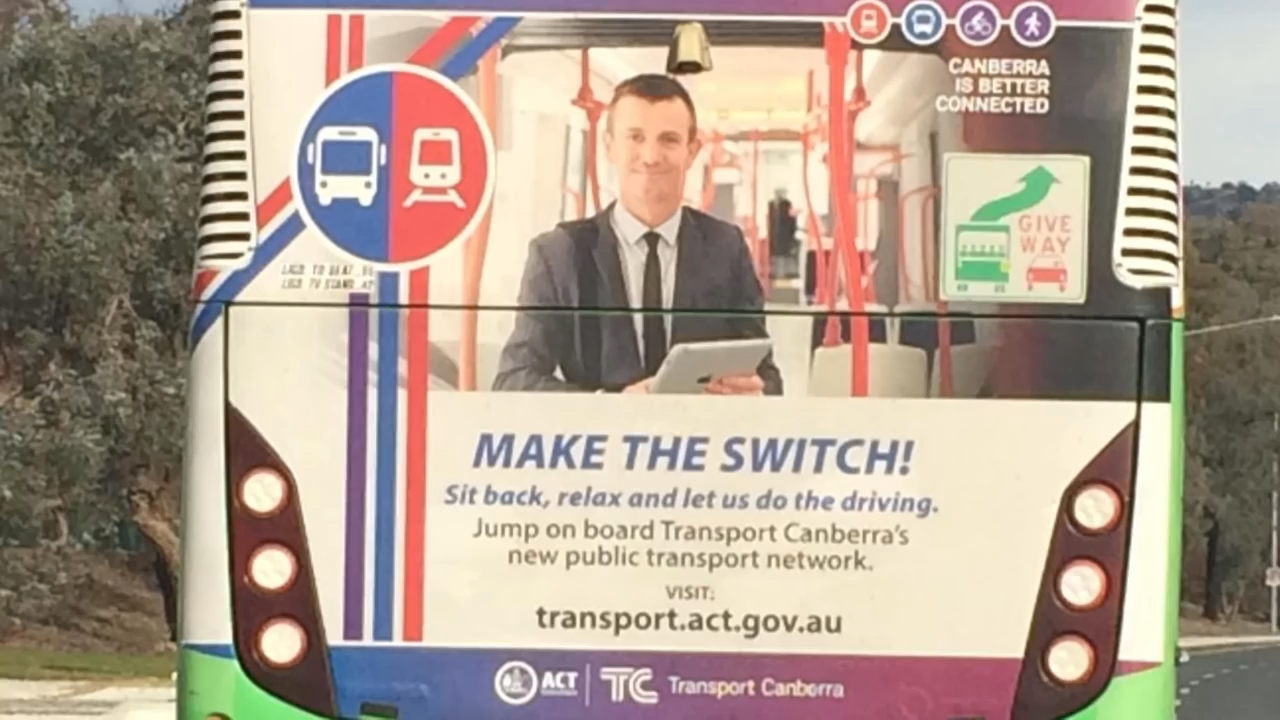 CANBERRA
IS BETTER
CONNECTED
GIVE
WAY
MAKE THE SWITCH!
Sit back, relax and let us do the driving.
Jump on board Transport Canberra's
new public transport network.
VISIT:
transport.act.gov.au
ACT
TC Transport Canberra